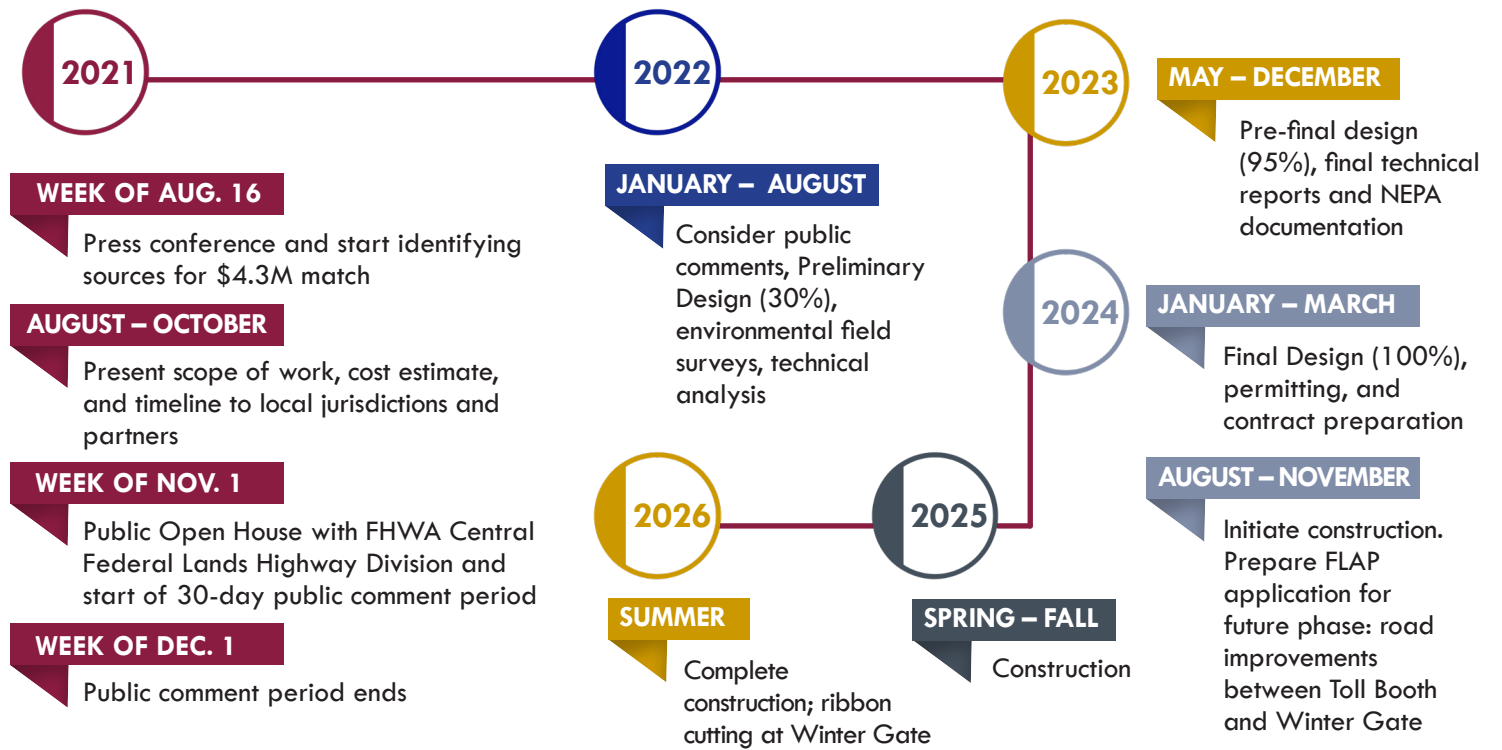 2021
WEEK OF AUG. 16
Press conference and start identifying
sources for $4.3M match
AUGUST – OCTOBER
Present scope of work, cost estimate,
and timeline to local jurisdictions and
partners
WEEK OF NOV. 1
Public Open House with FHWA Central
Federal Lands Highway Division and
start of 30-day public comment period
WEEK OF DEC. 1
Public comment period ends
2022
JANUARY – AUGUST
Consider public
comments, Preliminary
Design (30%),
environmental field
surveys, technical
analysis
2023
MAY – DECEMBER
Pre-final design
(95%), final technical
reports and NEPA
documentation
2024
JANUARY – MARCH
Final Design (100%),
permitting, and
contract preparation
AUGUST – NOVEMBER
Initiate construction.
Prepare FLAP
application for
future phase: road
improvements
between Toll Booth
and Winter Gate
2025
SPRING – FALL
Construction
2026
SUMMER
Complete
construction; ribbon
cutting at Winter Gate